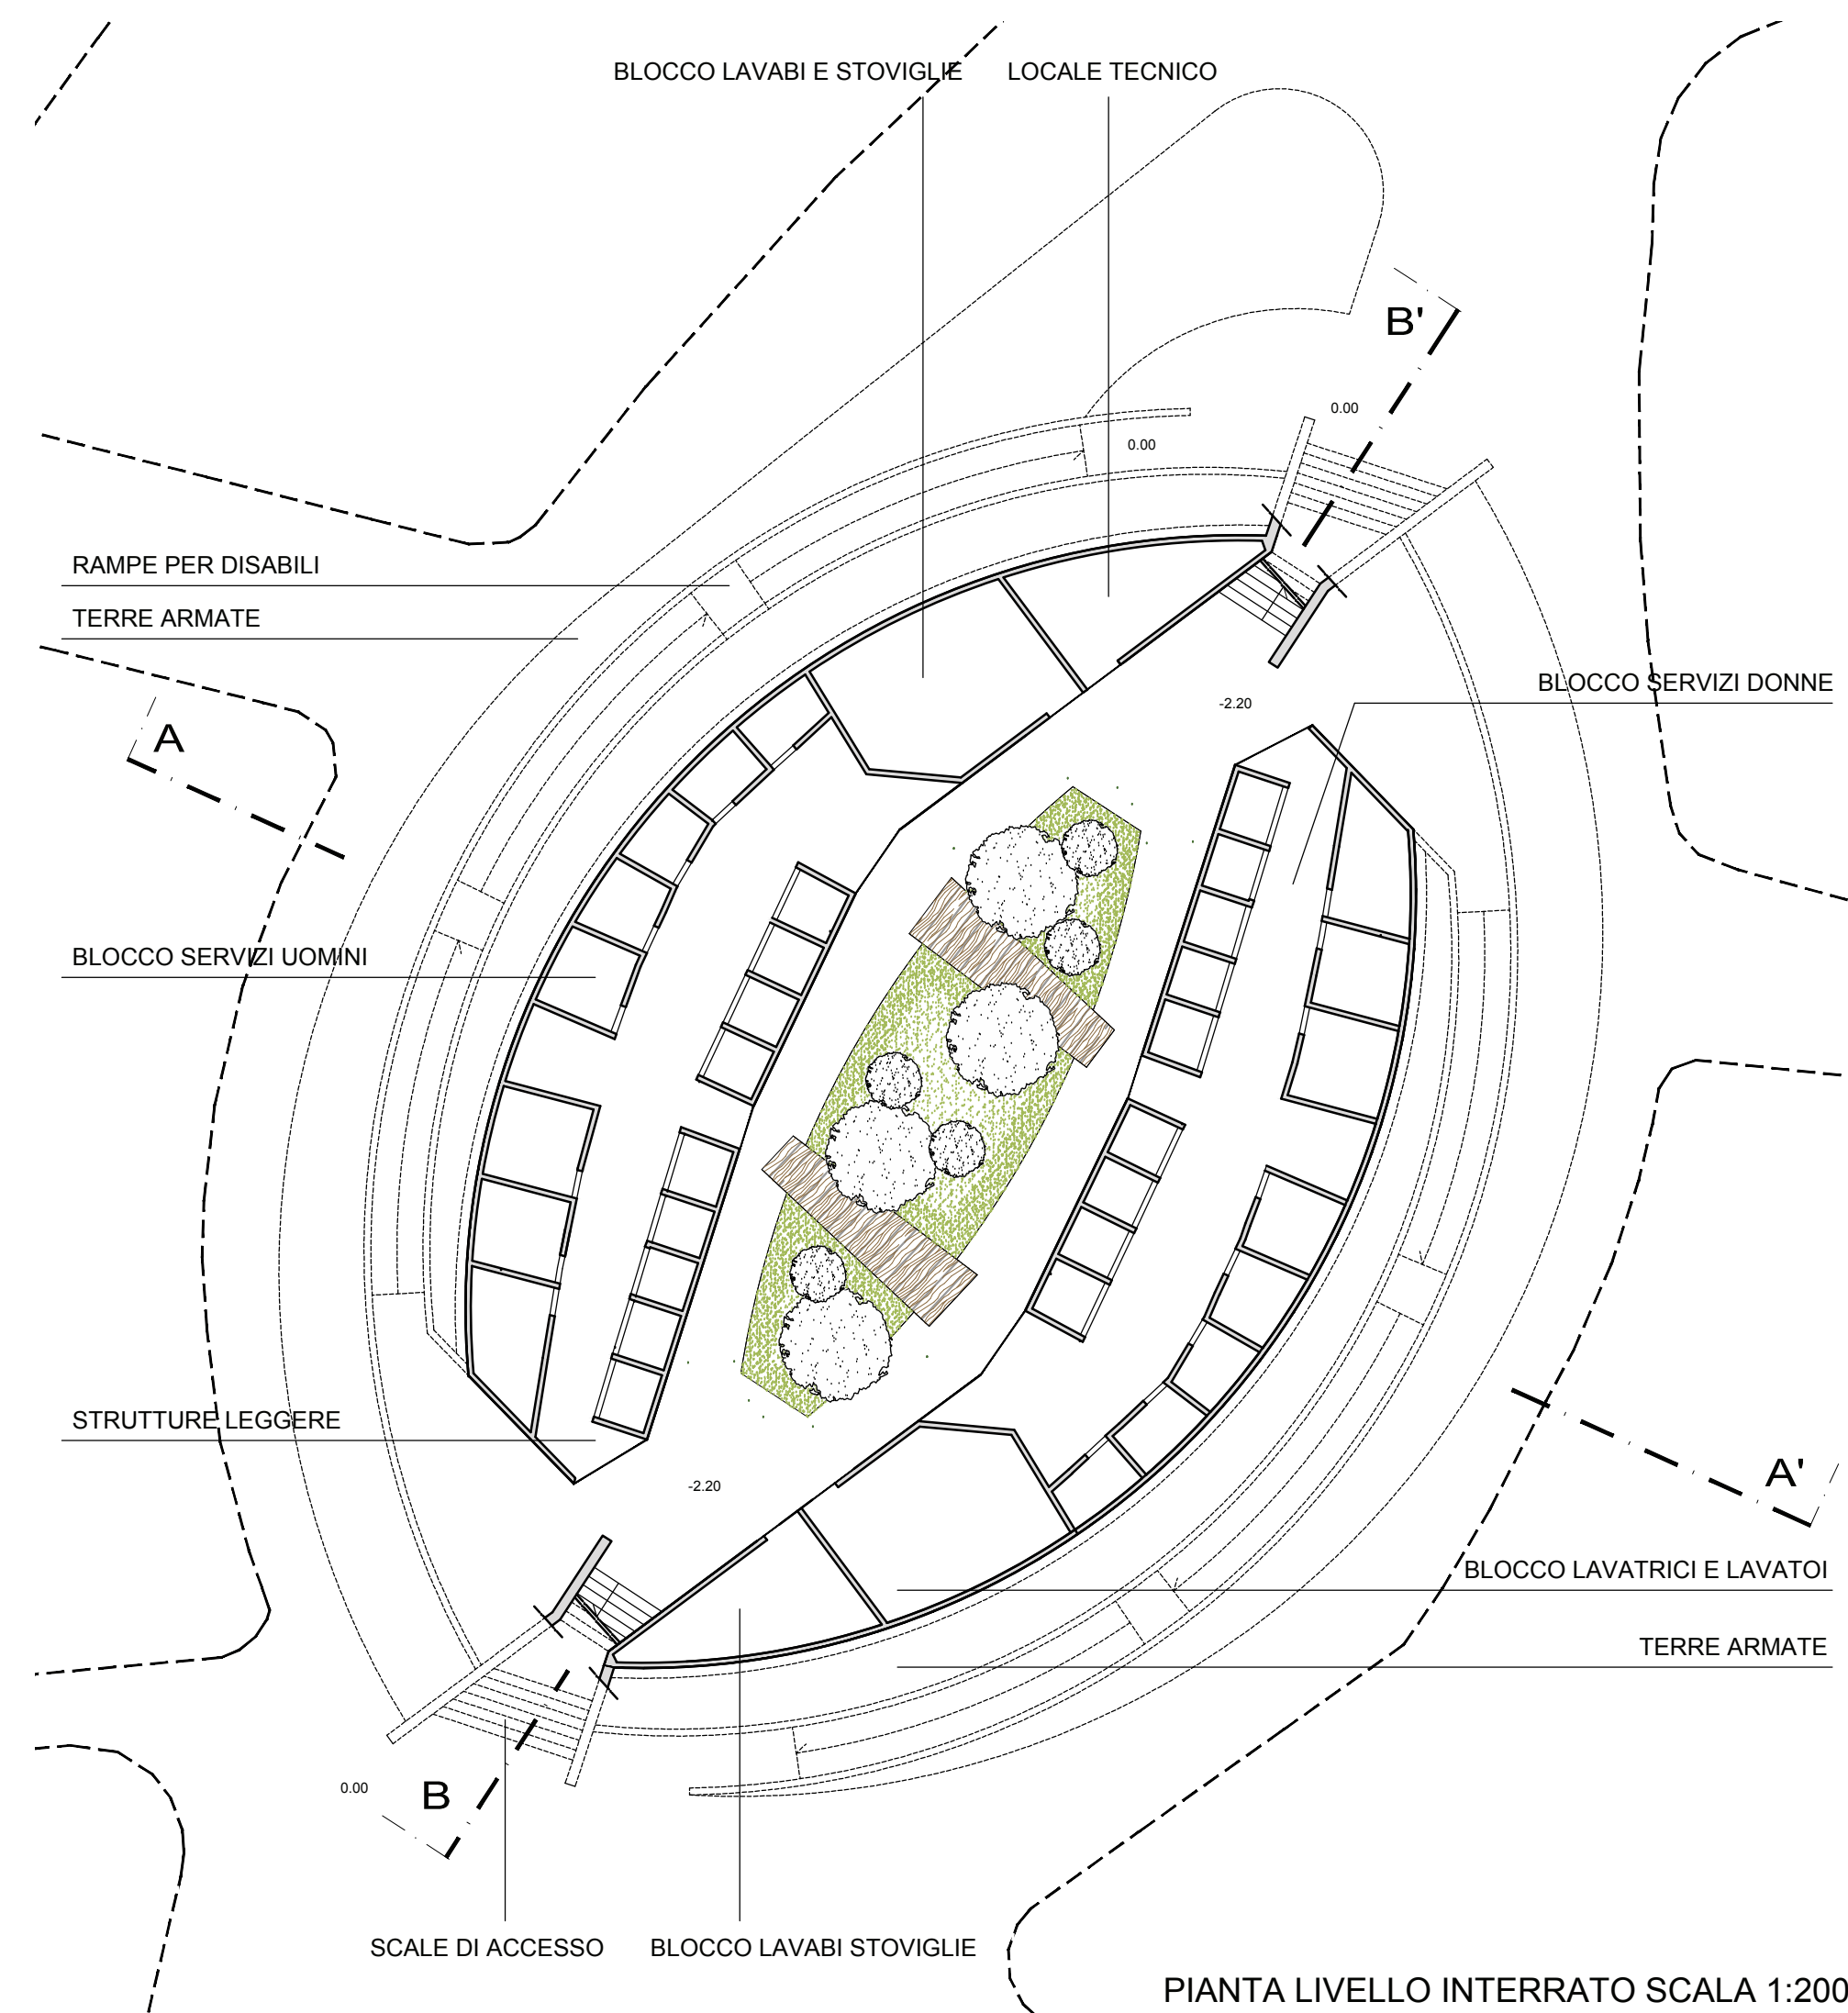 BLOCCO LAVABI E STOVIGLIE
LOCALE TECNICO
B'
0.00
0.00
RAMPE PER DISABILI
TERRE ARMATE
BLOCCO SERVIZI DONNE
-2.20
A
BLOCCO SERVIZI UOMINI
STRUTTURE LEGGERE
A'
-2.20
BLOCCO LAVATRICI E LAVATOI
TERRE ARMATE
0.00
B
SCALE DI ACCESSO
BLOCCO LAVABI STOVIGLIE
PIANTA LIVELLO INTERRATO SCALA 1:200